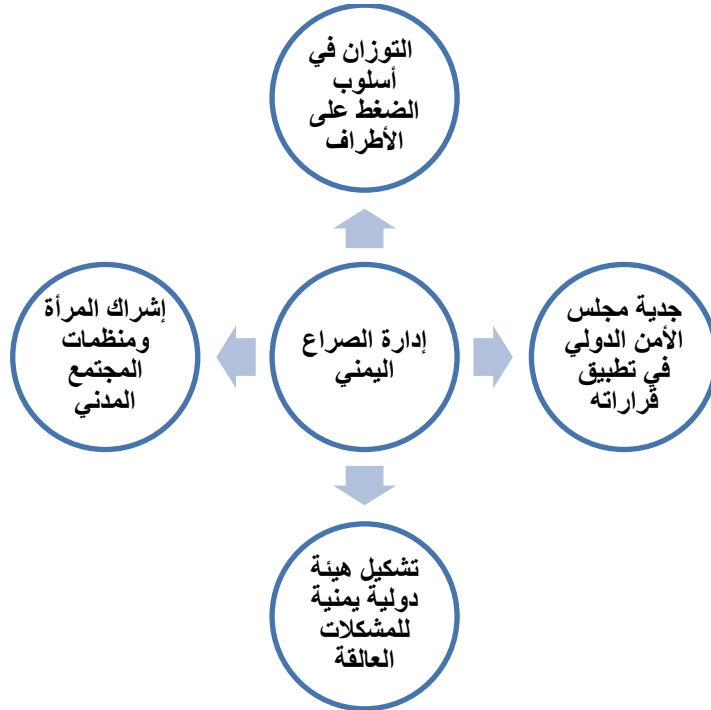 التوزان في
أسلوب
الضغط على
الأطراف
جدية مجلس
الأمن الدولي
في تطبيق
قراراته
إدارة الصراع
اليمني
إشراك المرأة
ومنظمات
المجتمع
المدني
تشكيل هيئة
دولية يمنية
للمشكلات
العالقة